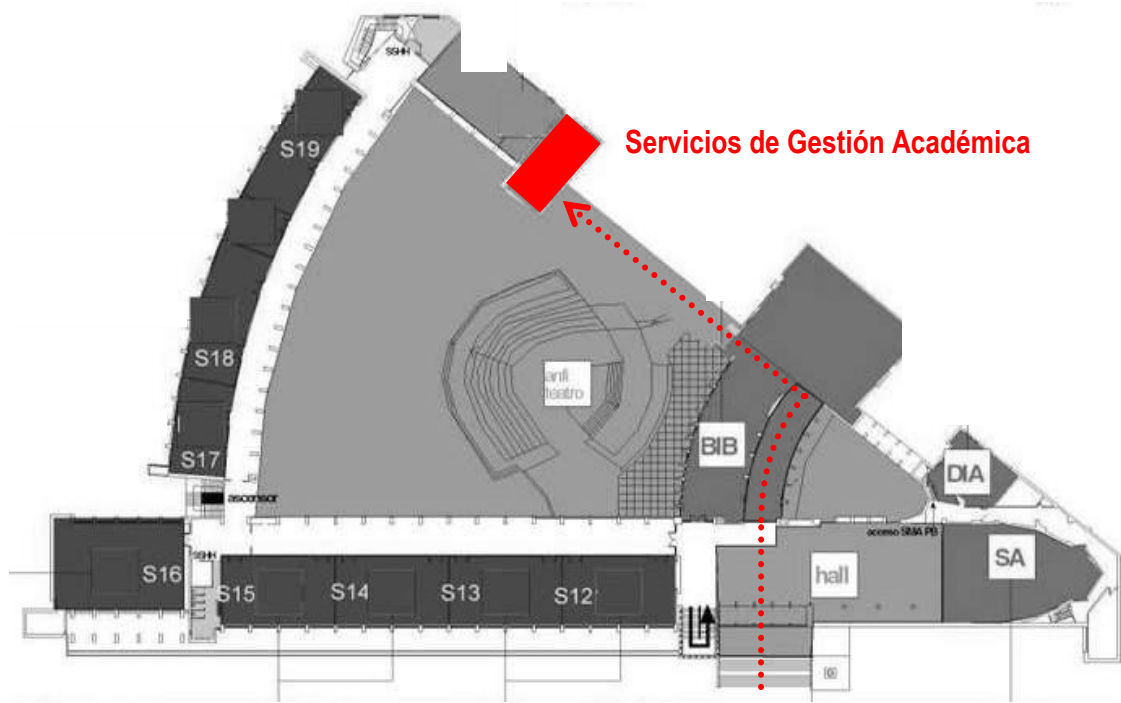 SSHH
Servicios de Gestión Académica
S19
S18
anfi
teatro
BIB
S17
DIA
ascensor
acceso SMA PB
SSHH
S16
S15
S14
S13
S12
hall
SA